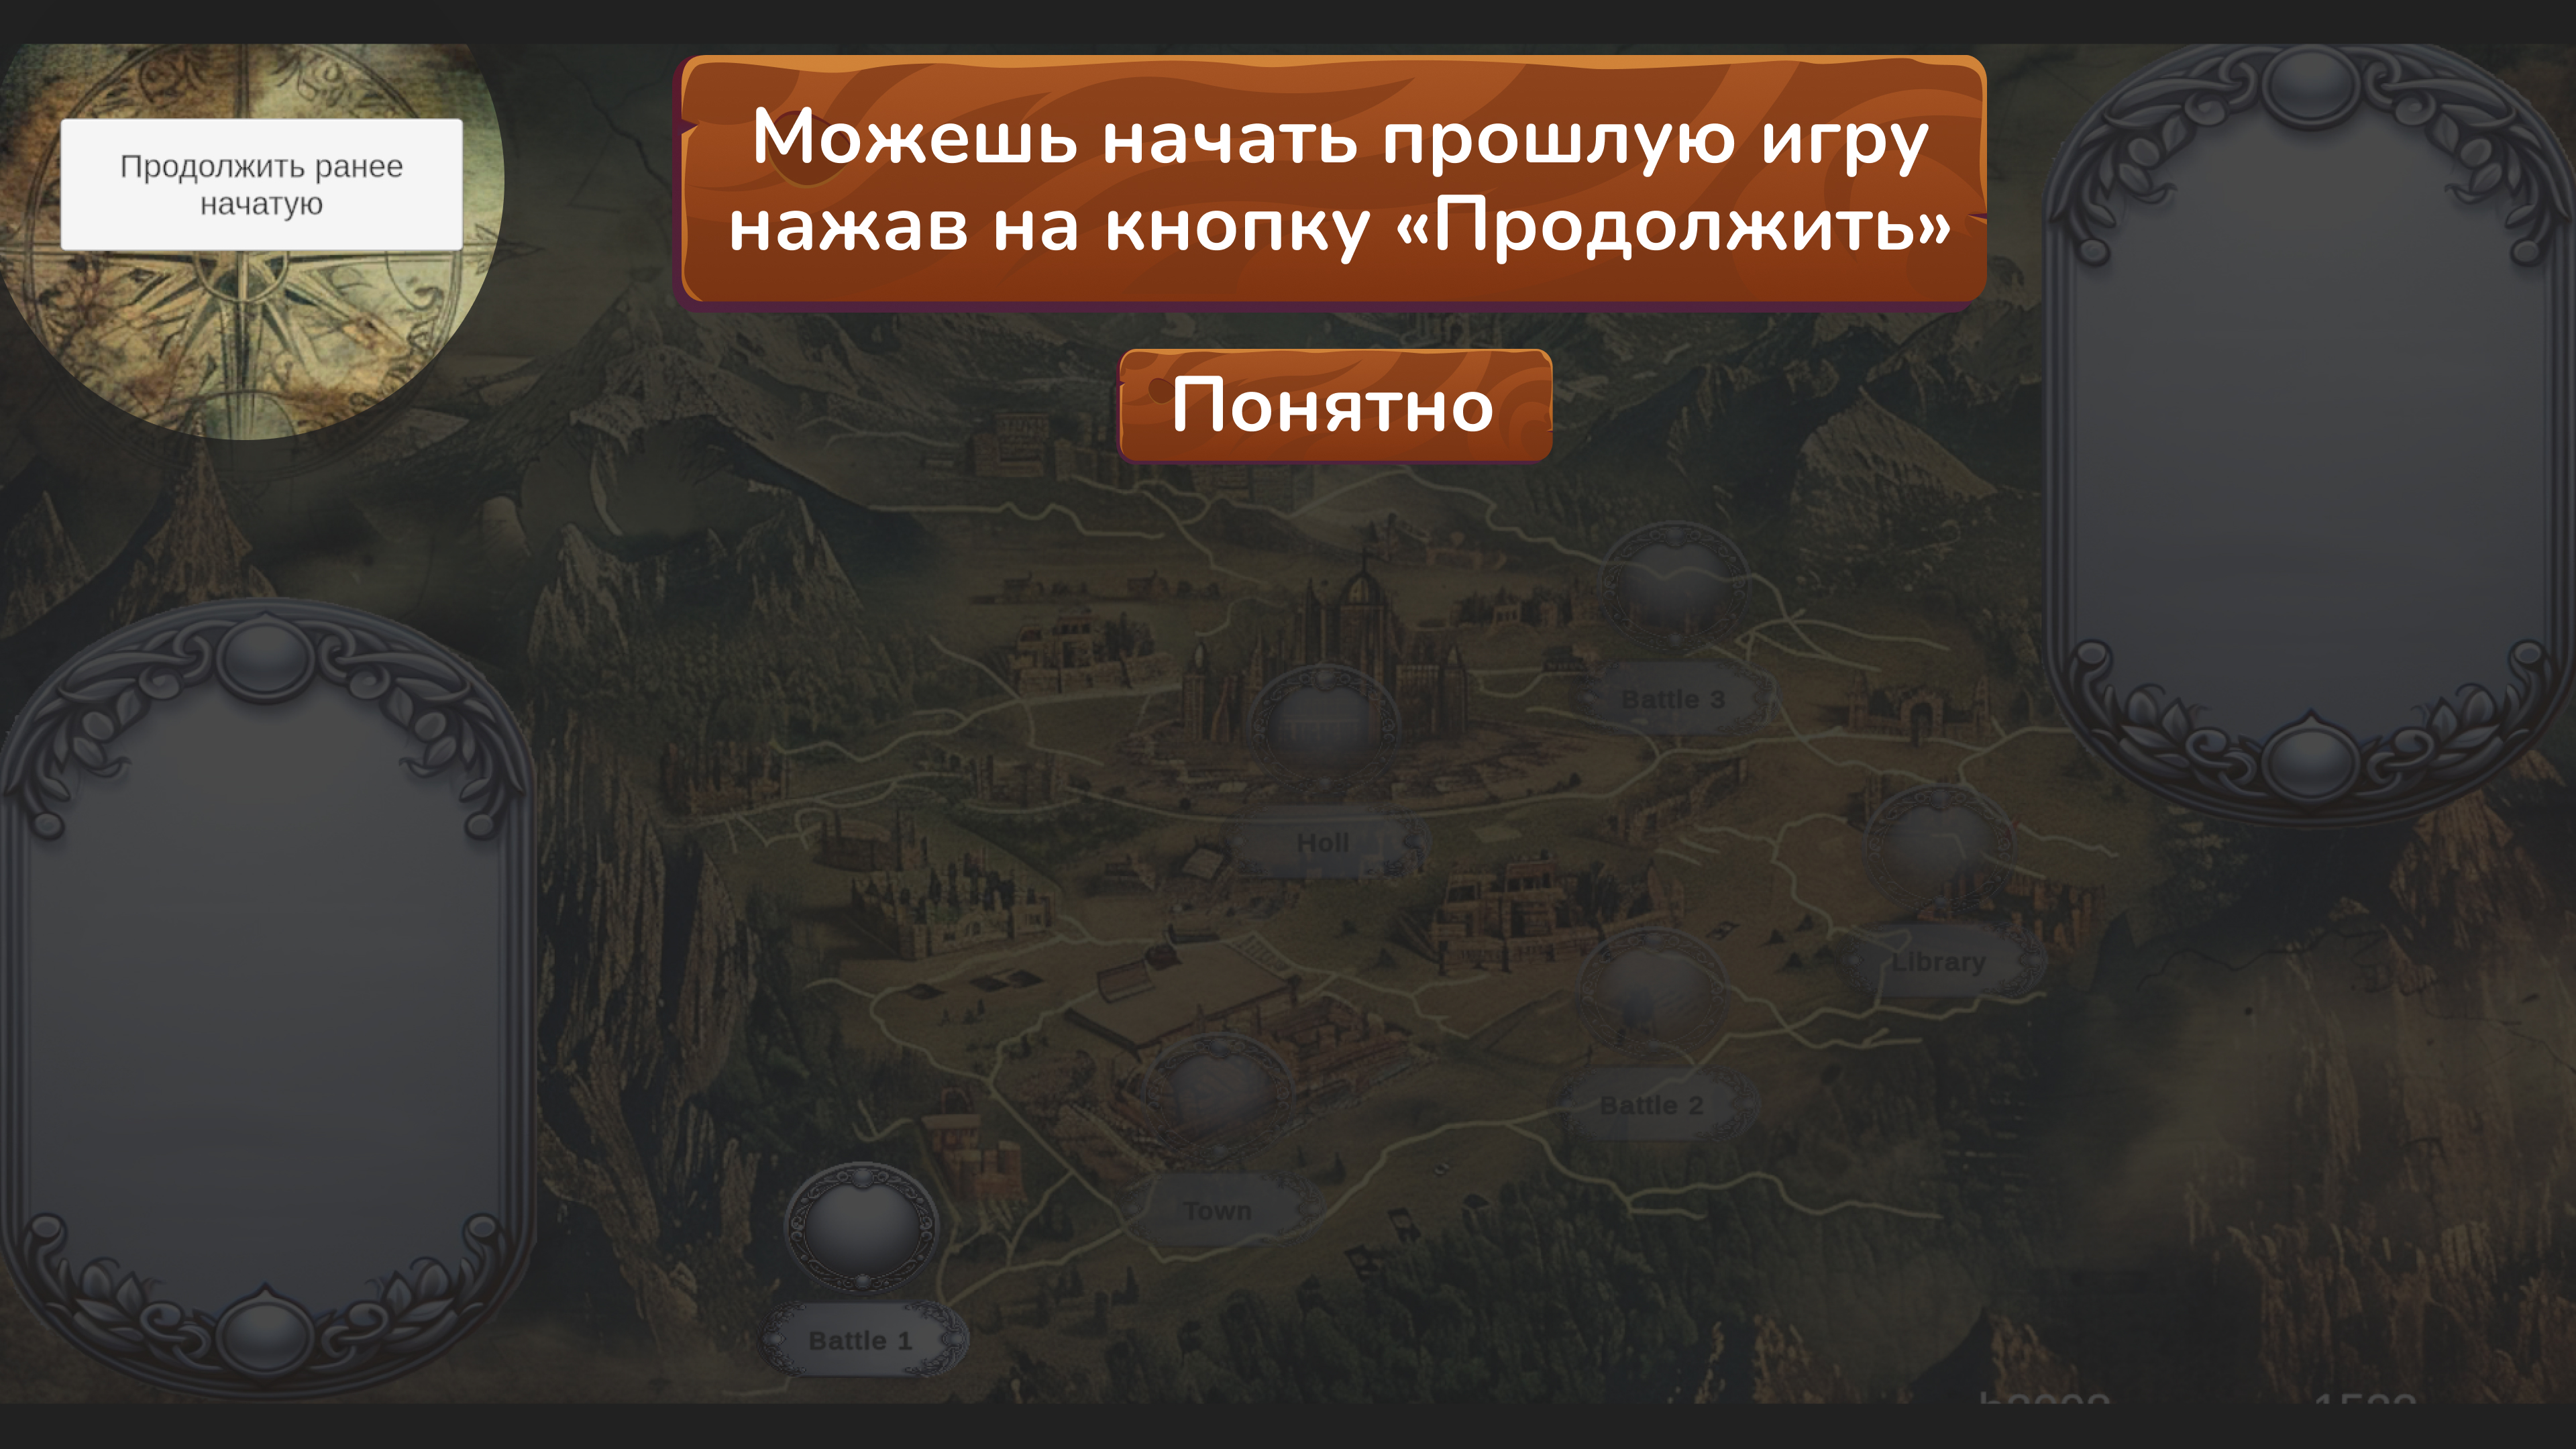 Можешь начать прошлую игру
нажав на кнопку «Продолжить»
Продолжить ранее
начатую
Понятно
Battle 3
Holl
Library
Battle 2
Town
Battle 1